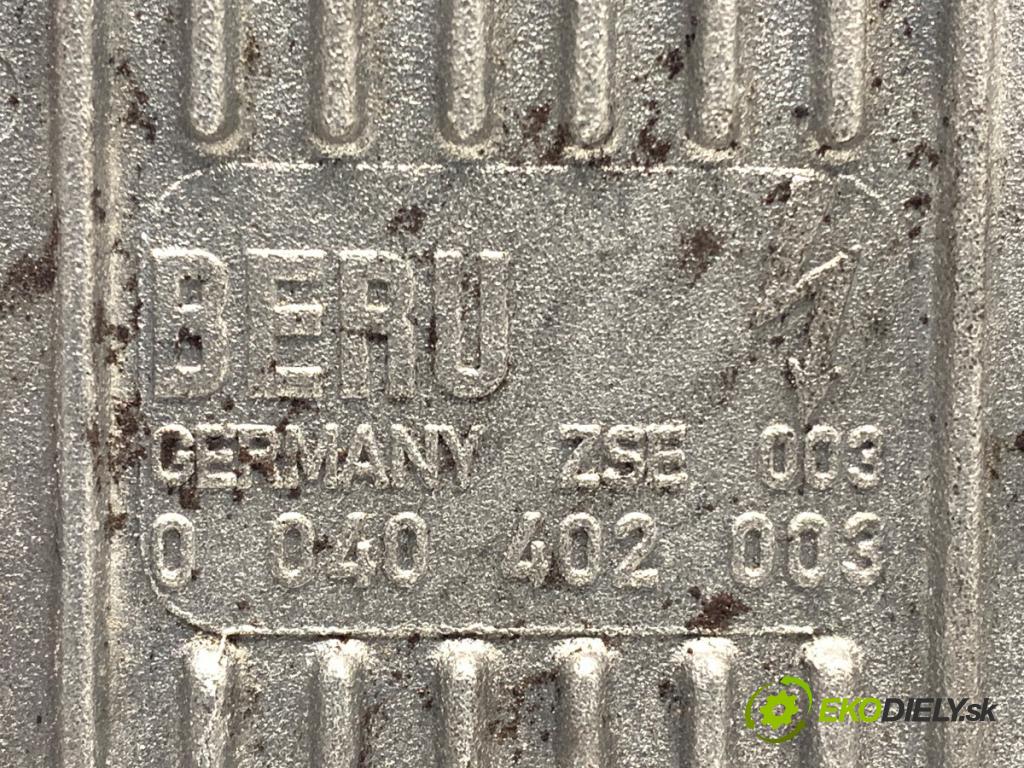 BERU
GERMANY ZSE 003
0 040 402 003
EKODIELY.sk